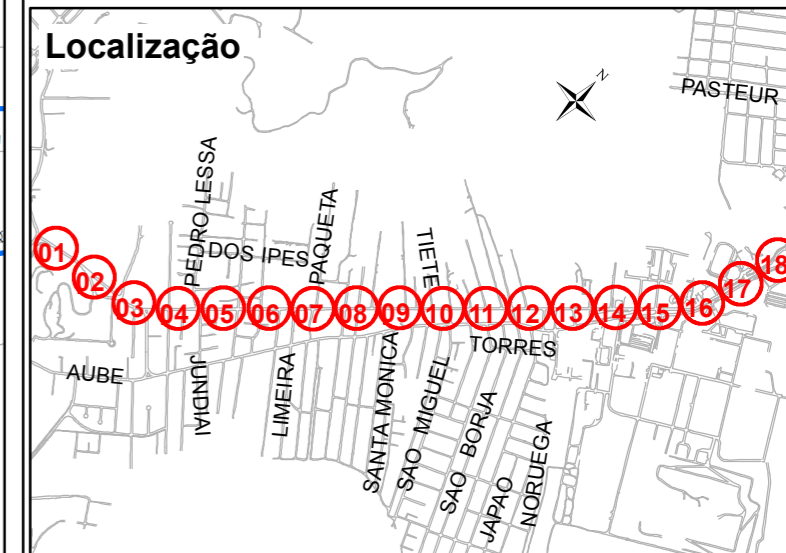 Localização
N
PASTEUR
PEDRO LESSA
DOS IPES
PAQUETA
TIETE
01
02
03
04
05
06
07
08
09
10
11
12
13
14
15
16
17
18
TORRES
AUBE
JUNDIAI
LIMEIRA
SANTA MONICA
SAO MIGUEL
SAO BORJA
JAPAO
NORUEGA